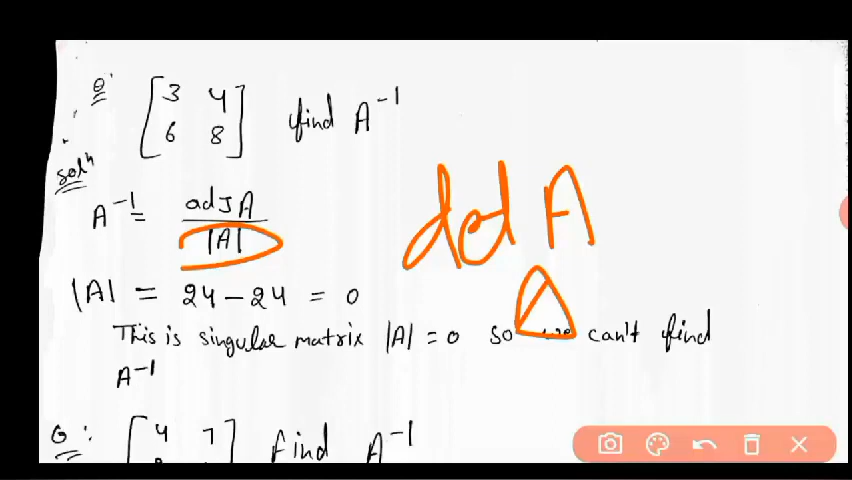 Q: [3 4
6 8] find A⁻¹
Solⁿ
A⁻¹ = adJ A / |A|
det A
|A| = 24 - 24 = 0
This is singular matrix |A| = 0 so can't find
A⁻¹
Q: [4 7 ] find A⁻¹